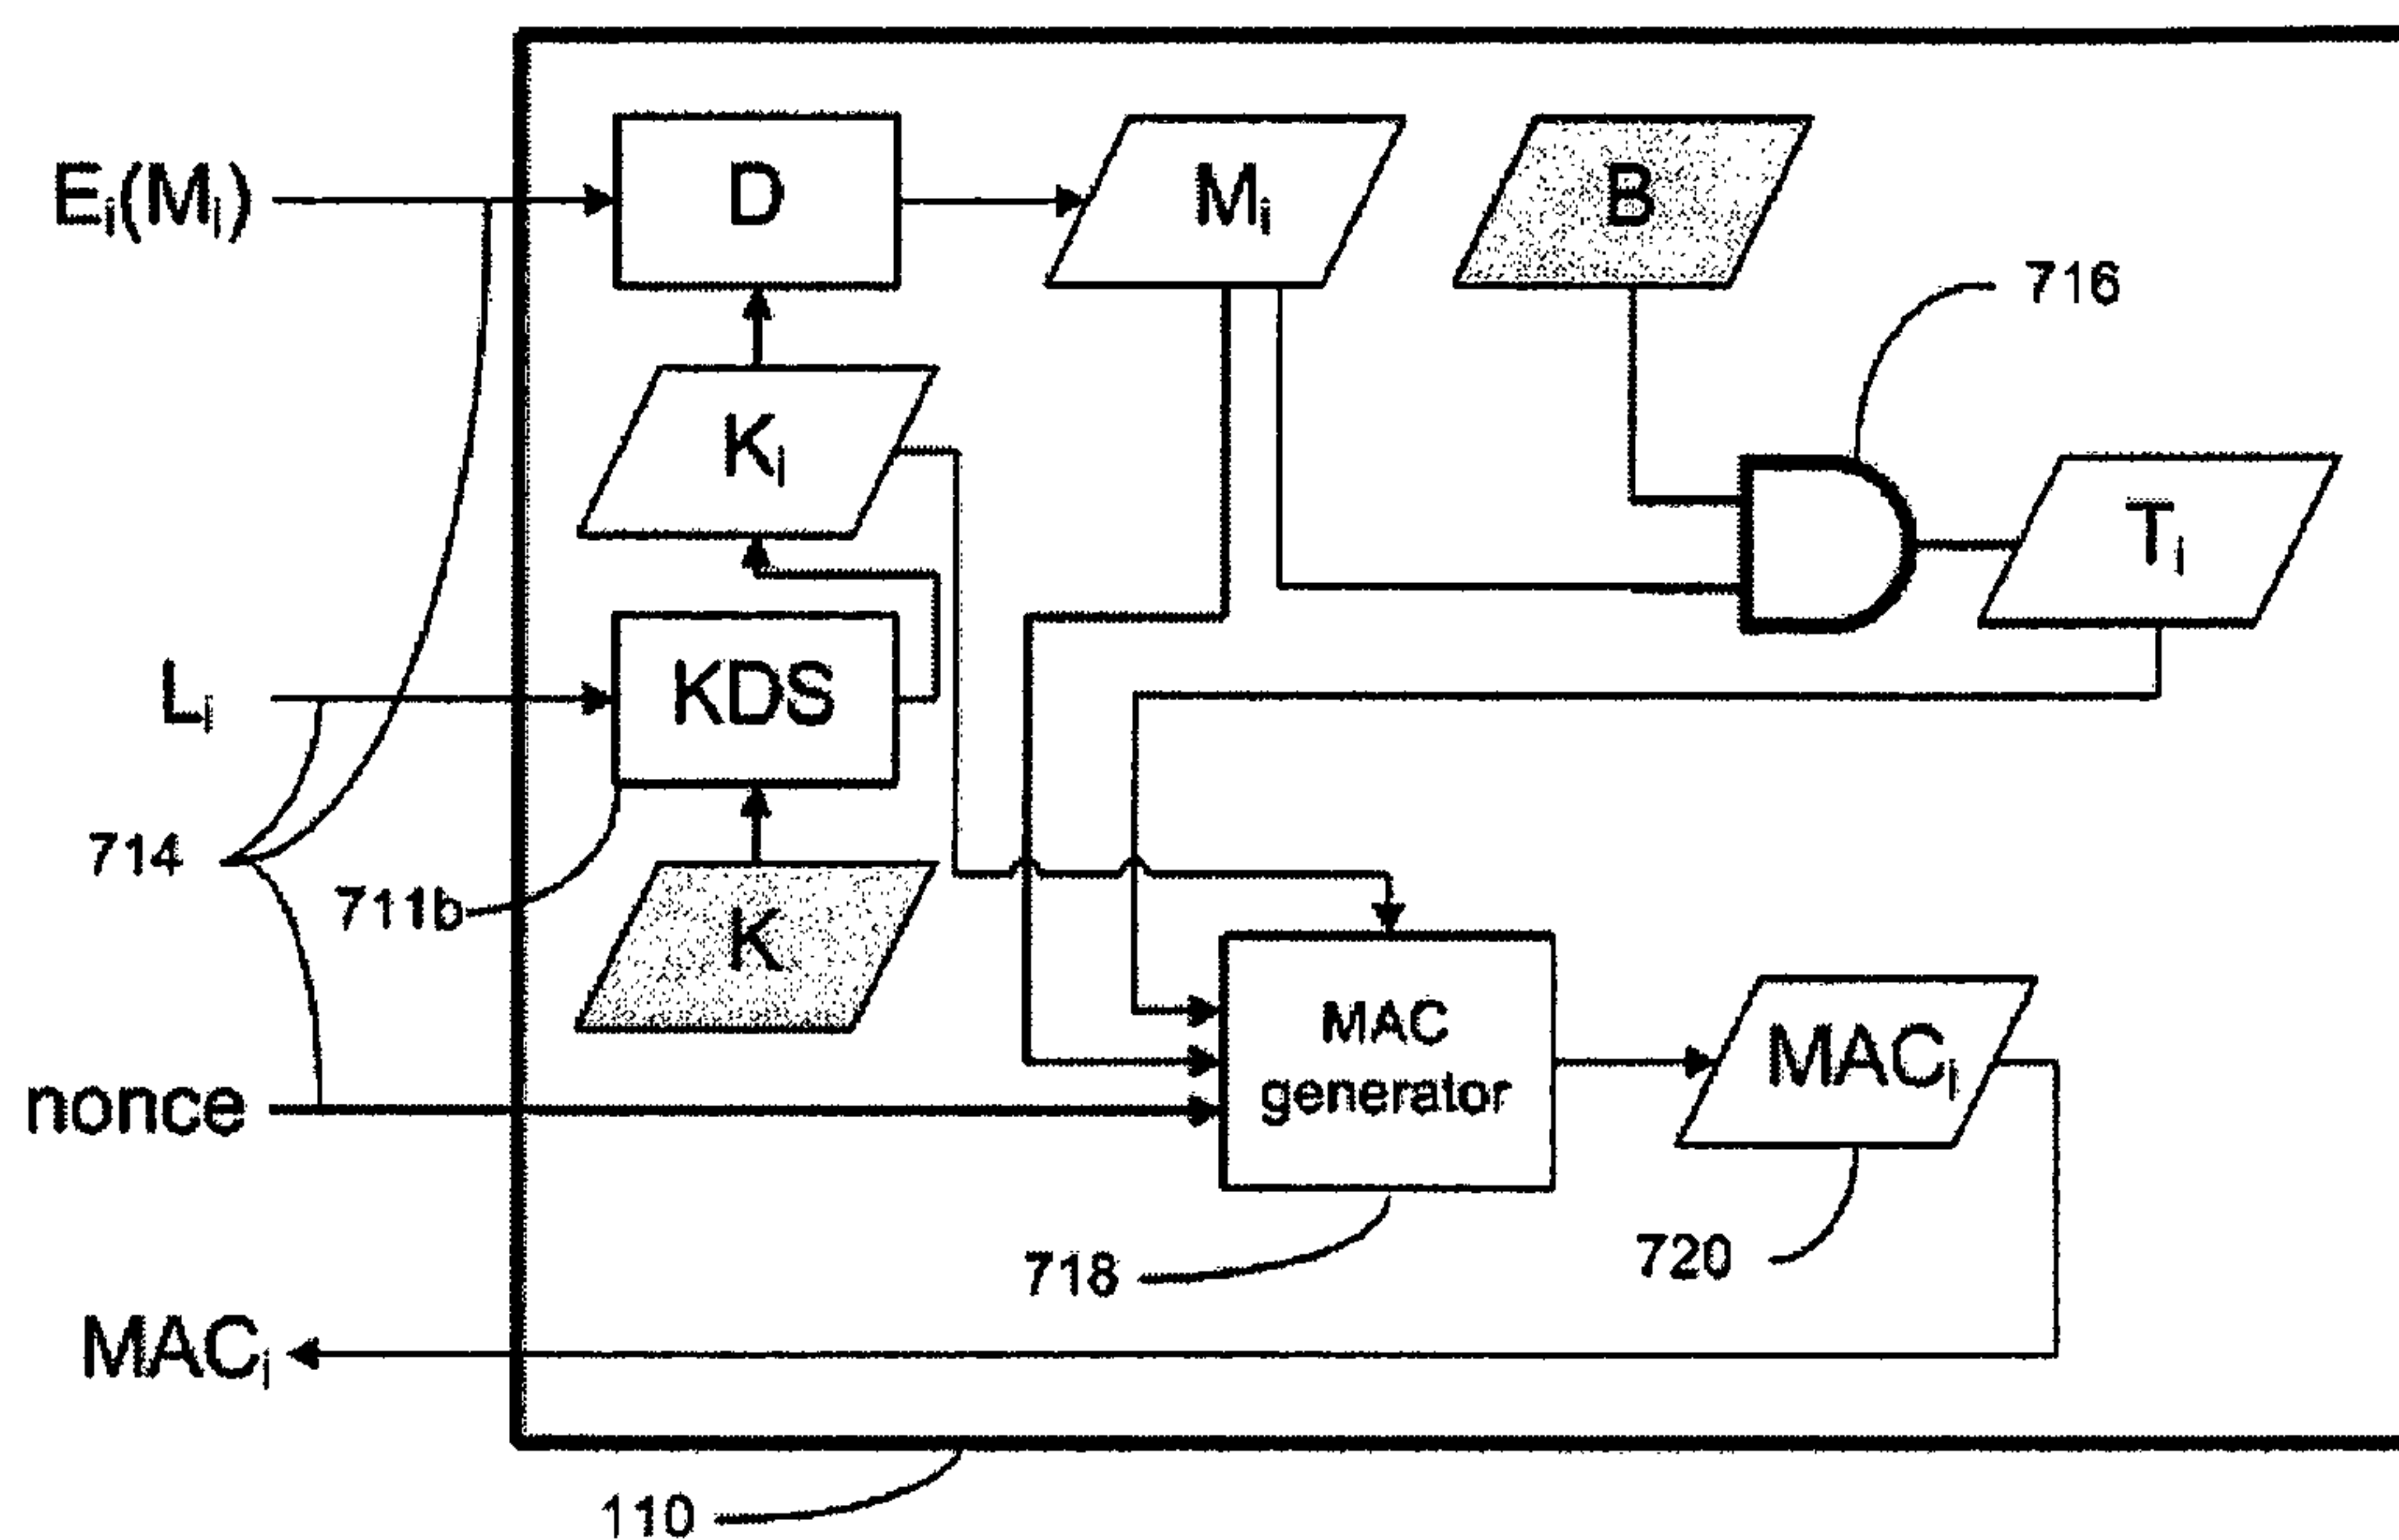 Eᵢ(Mᵢ)
D
Mᵢ
B
716
Kᵢ
Tᵢ
Lᵢ
KDS
714
711b
K
MAC
generator
MACᵢ
nonce
718
720
MACᵢ
110